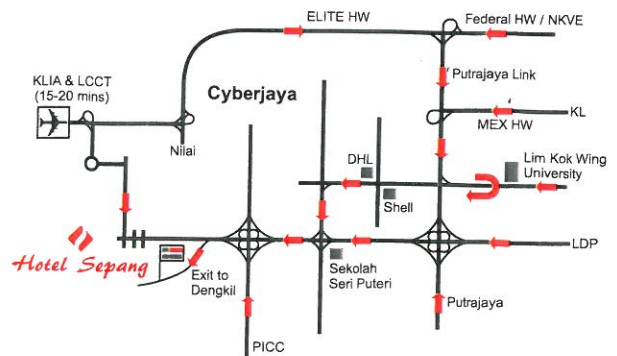 ELITE HW
Federal HW / NKVE
KLIA & LCCT
(15-20 mins)
Putrajaya Link
Cyberjaya
KL
MEX HW
Nilai
DHL
Lim Kok Wing
University
Shell
LDP
Hotel Sepang
Exit to
Dengkil
Sekolah
Seri Puteri
Putrajaya
PICC